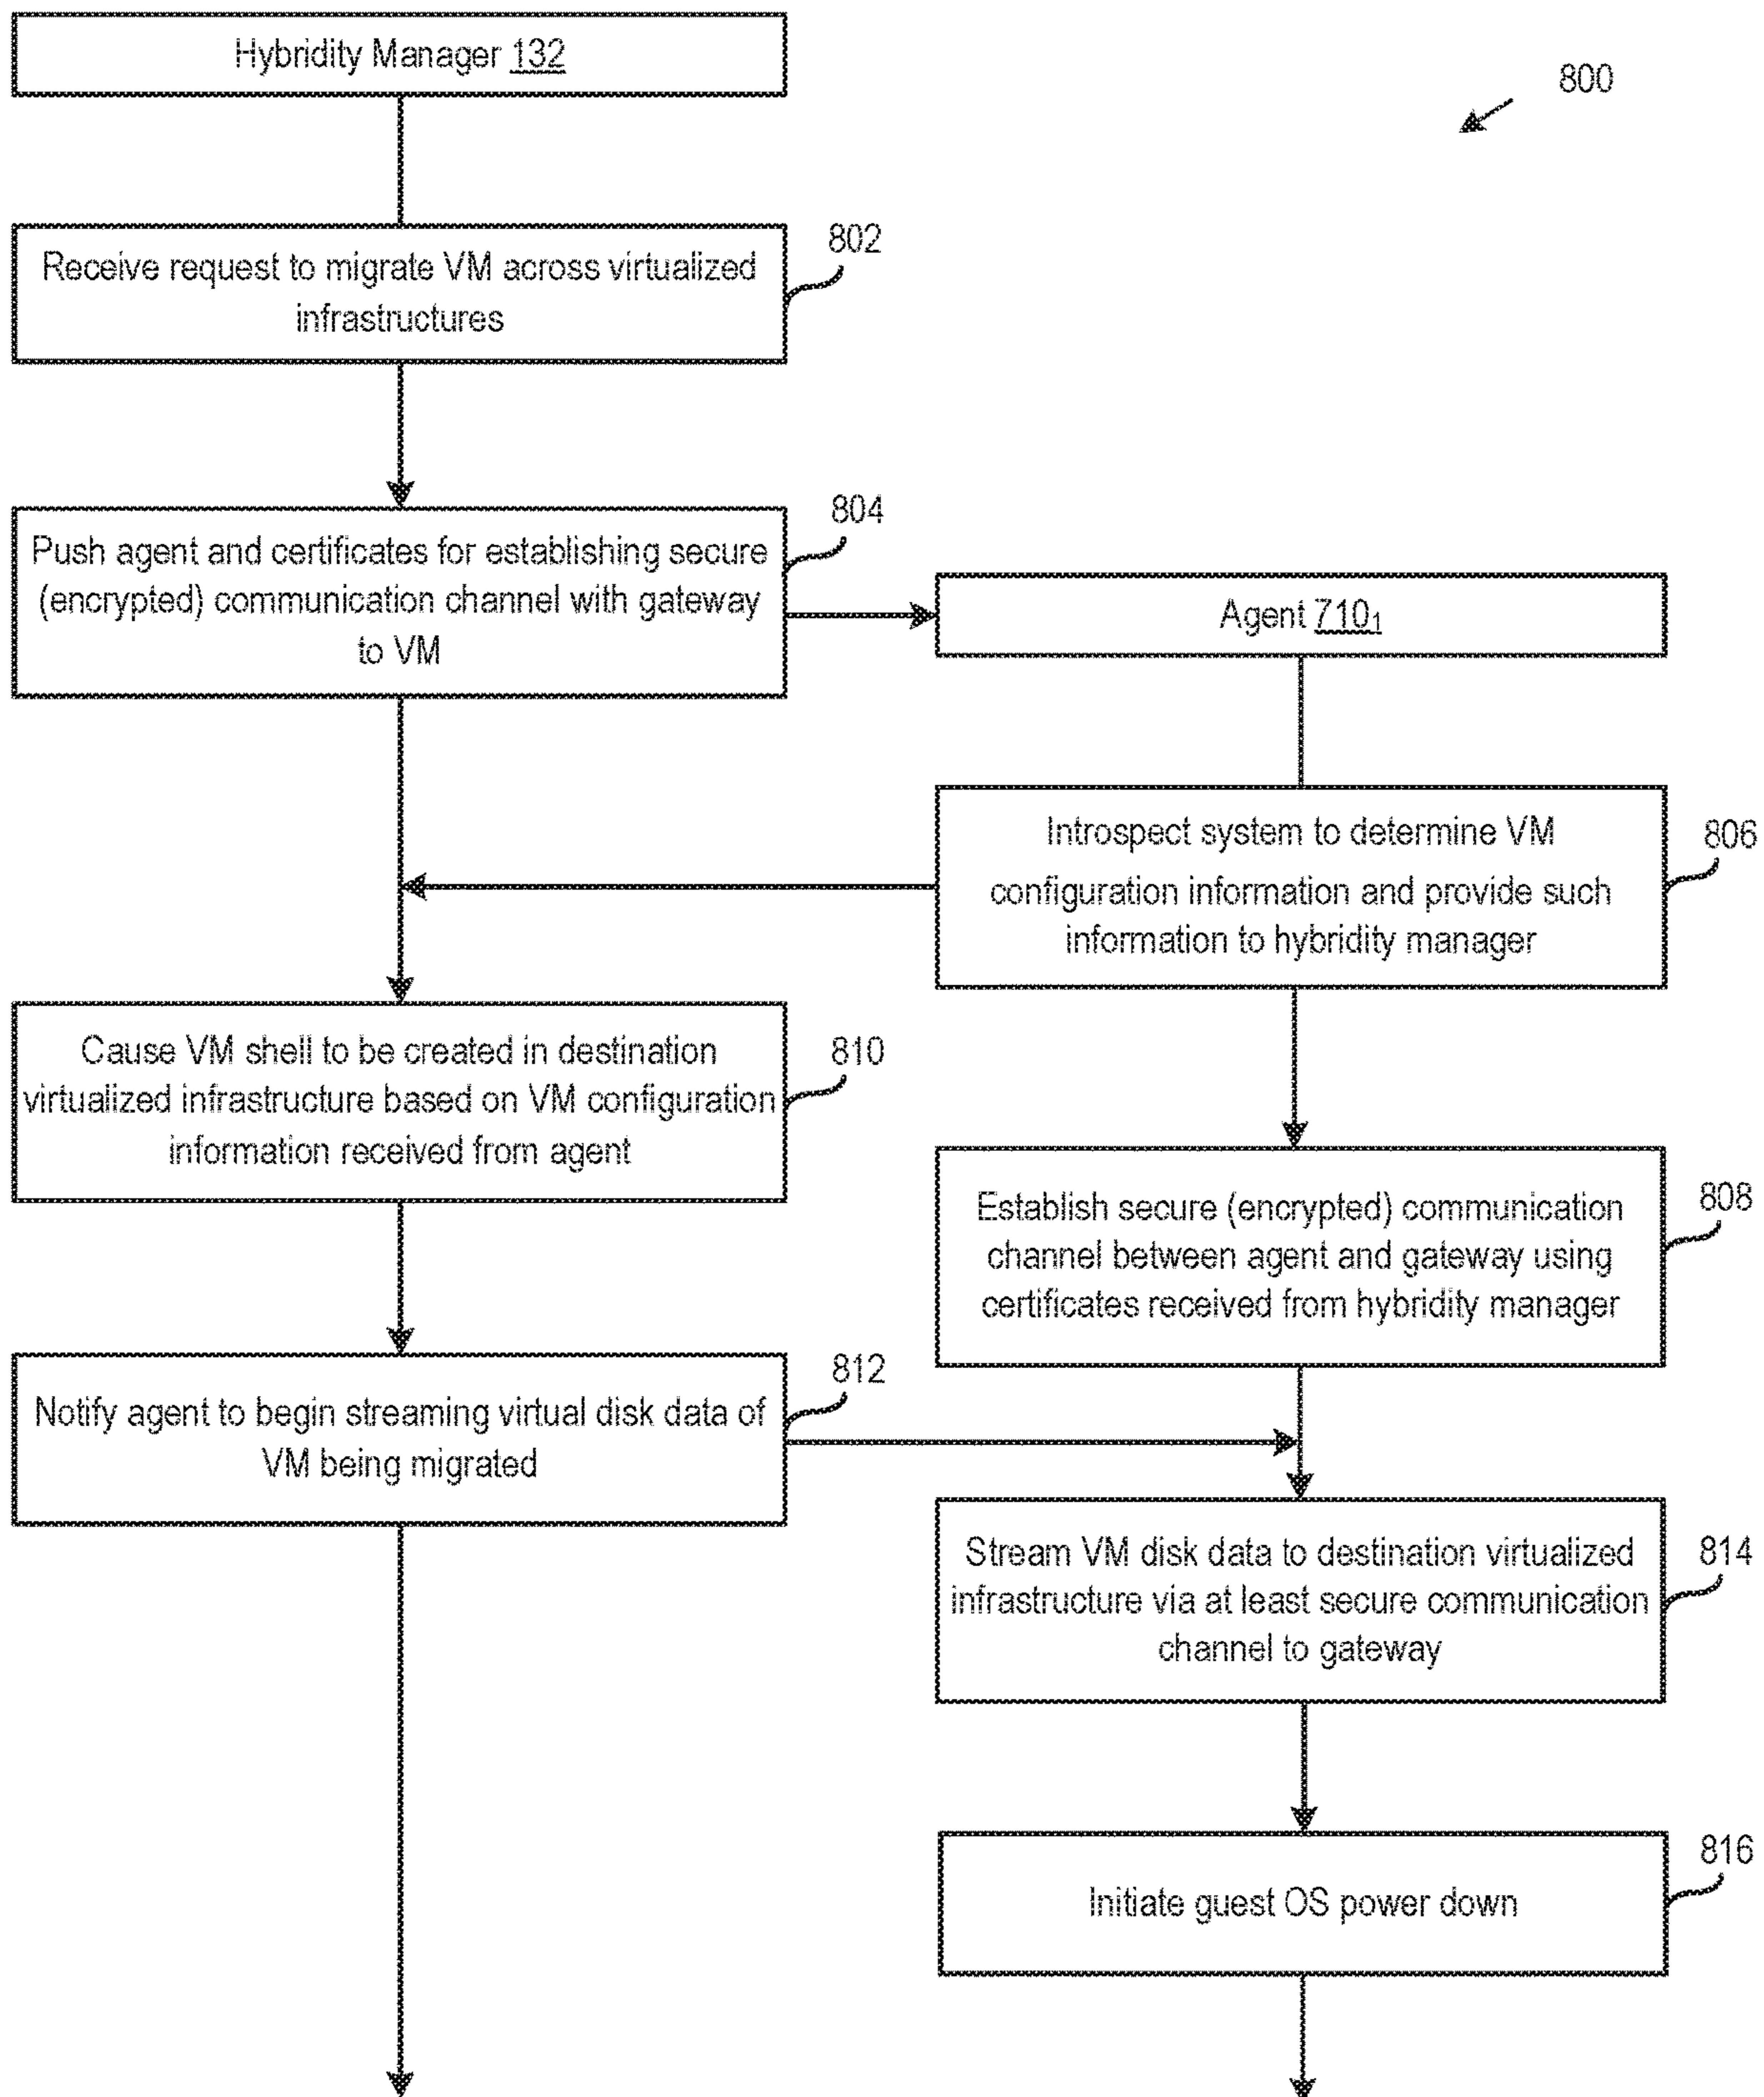 Hybridity Manager 132
800
Receive request to migrate VM across virtualized
infrastructures
802
Push agent and certificates for establishing secure
(encrypted) communication channel with gateway
to VM
804
Agent 710₁
Introspect system to determine VM
configuration information and provide such
information to hybridity manager
806
Cause VM shell to be created in destination
virtualized infrastructure based on VM configuration
information received from agent
810
Establish secure (encrypted) communication
channel between agent and gateway using
certificates received from hybridity manager
808
Notify agent to begin streaming virtual disk data of
VM being migrated
812
Stream VM disk data to destination virtualized
infrastructure via at least secure communication
channel to gateway
814
Initiate guest OS power down
816